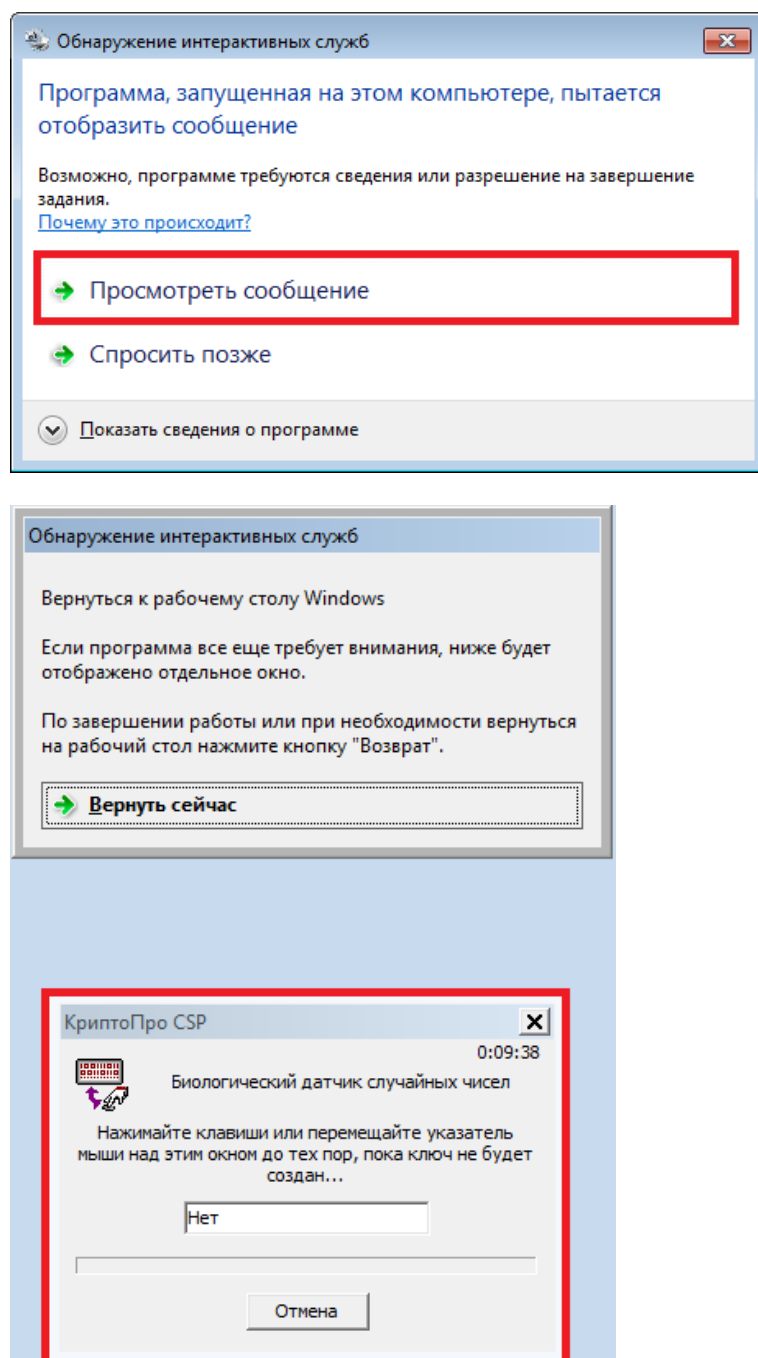 Обнаружение интерактивных служб
Программа, запущенная на этом компьютере, пытается
отобразить сообщение
Возможно, программе требуются сведения или разрешение на завершение
задания.
Почему это происходит?
Просмотреть сообщение
Спросить позже
Показать сведения о программе
Обнаружение интерактивных служб
Вернуться к рабочему столу Windows
Если программа все еще требует внимания, ниже будет
отображено отдельное окно.
По завершении работы или при необходимости вернуться
на рабочий стол нажмите кнопку "Возврат".
Вернуть сейчас
КриптоПро CSP
0:09:38
Биологический датчик случайных чисел
Нажимайте клавиши или перемещайте указатель
мыши над этим окном до тех пор, пока ключ не будет
создан...
Нет
Отмена